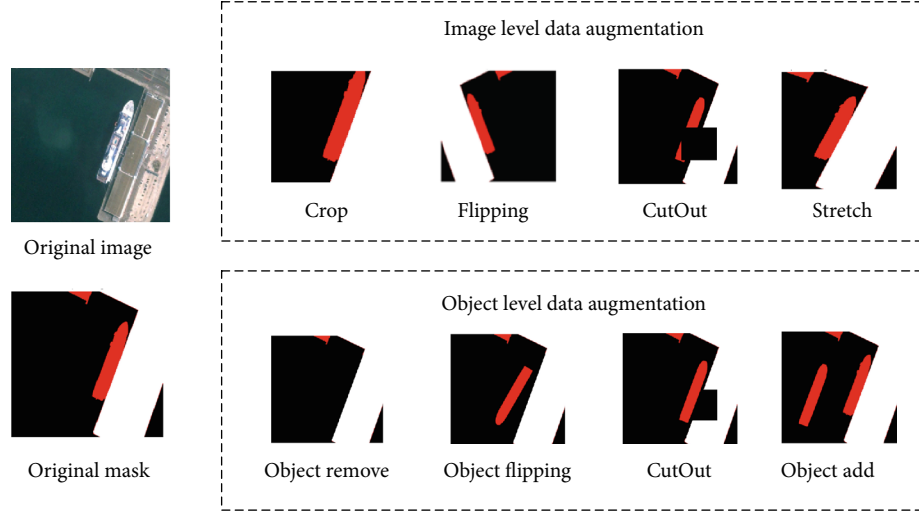 Image level data augmentation
Crop
Flipping
CutOut
Stretch
Original image
Object level data augmentation
Original mask
Object remove
Object flipping
CutOut
Object add